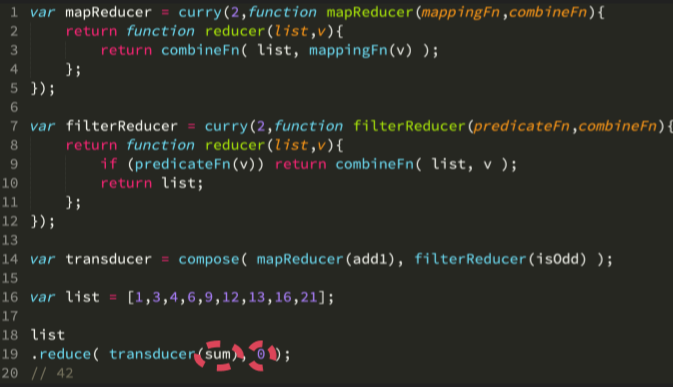 1 var mapReducer = curry(2,function mapReducer(mappingFn,combineFn){
2     return function reducer(list,v){
3         return combineFn( list, mappingFn(v) );
4     };
5 });
6
7 var filterReducer = curry(2,function filterReducer(predicateFn,combineFn){
8     return function reducer(list,v){
9         if (predicateFn(v)) return combineFn( list, v );
10         return list;
11     };
12 });
13
14 var transducer = compose( mapReducer(add1), filterReducer(isOdd) );
15
16 var list = [1,3,4,6,9,12,13,16,21];
17
18 list
19 .reduce( transducer(sum), 0 );
20 // 42